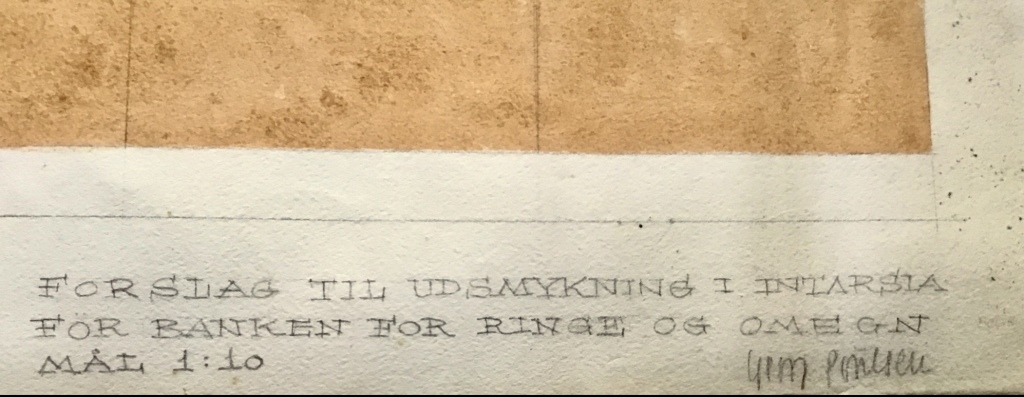 FORSLAG TIL UDSMYKNING I INTARSIA
FOR BANKEN FOR RINGE OG OMEGN
MÅL 1:10